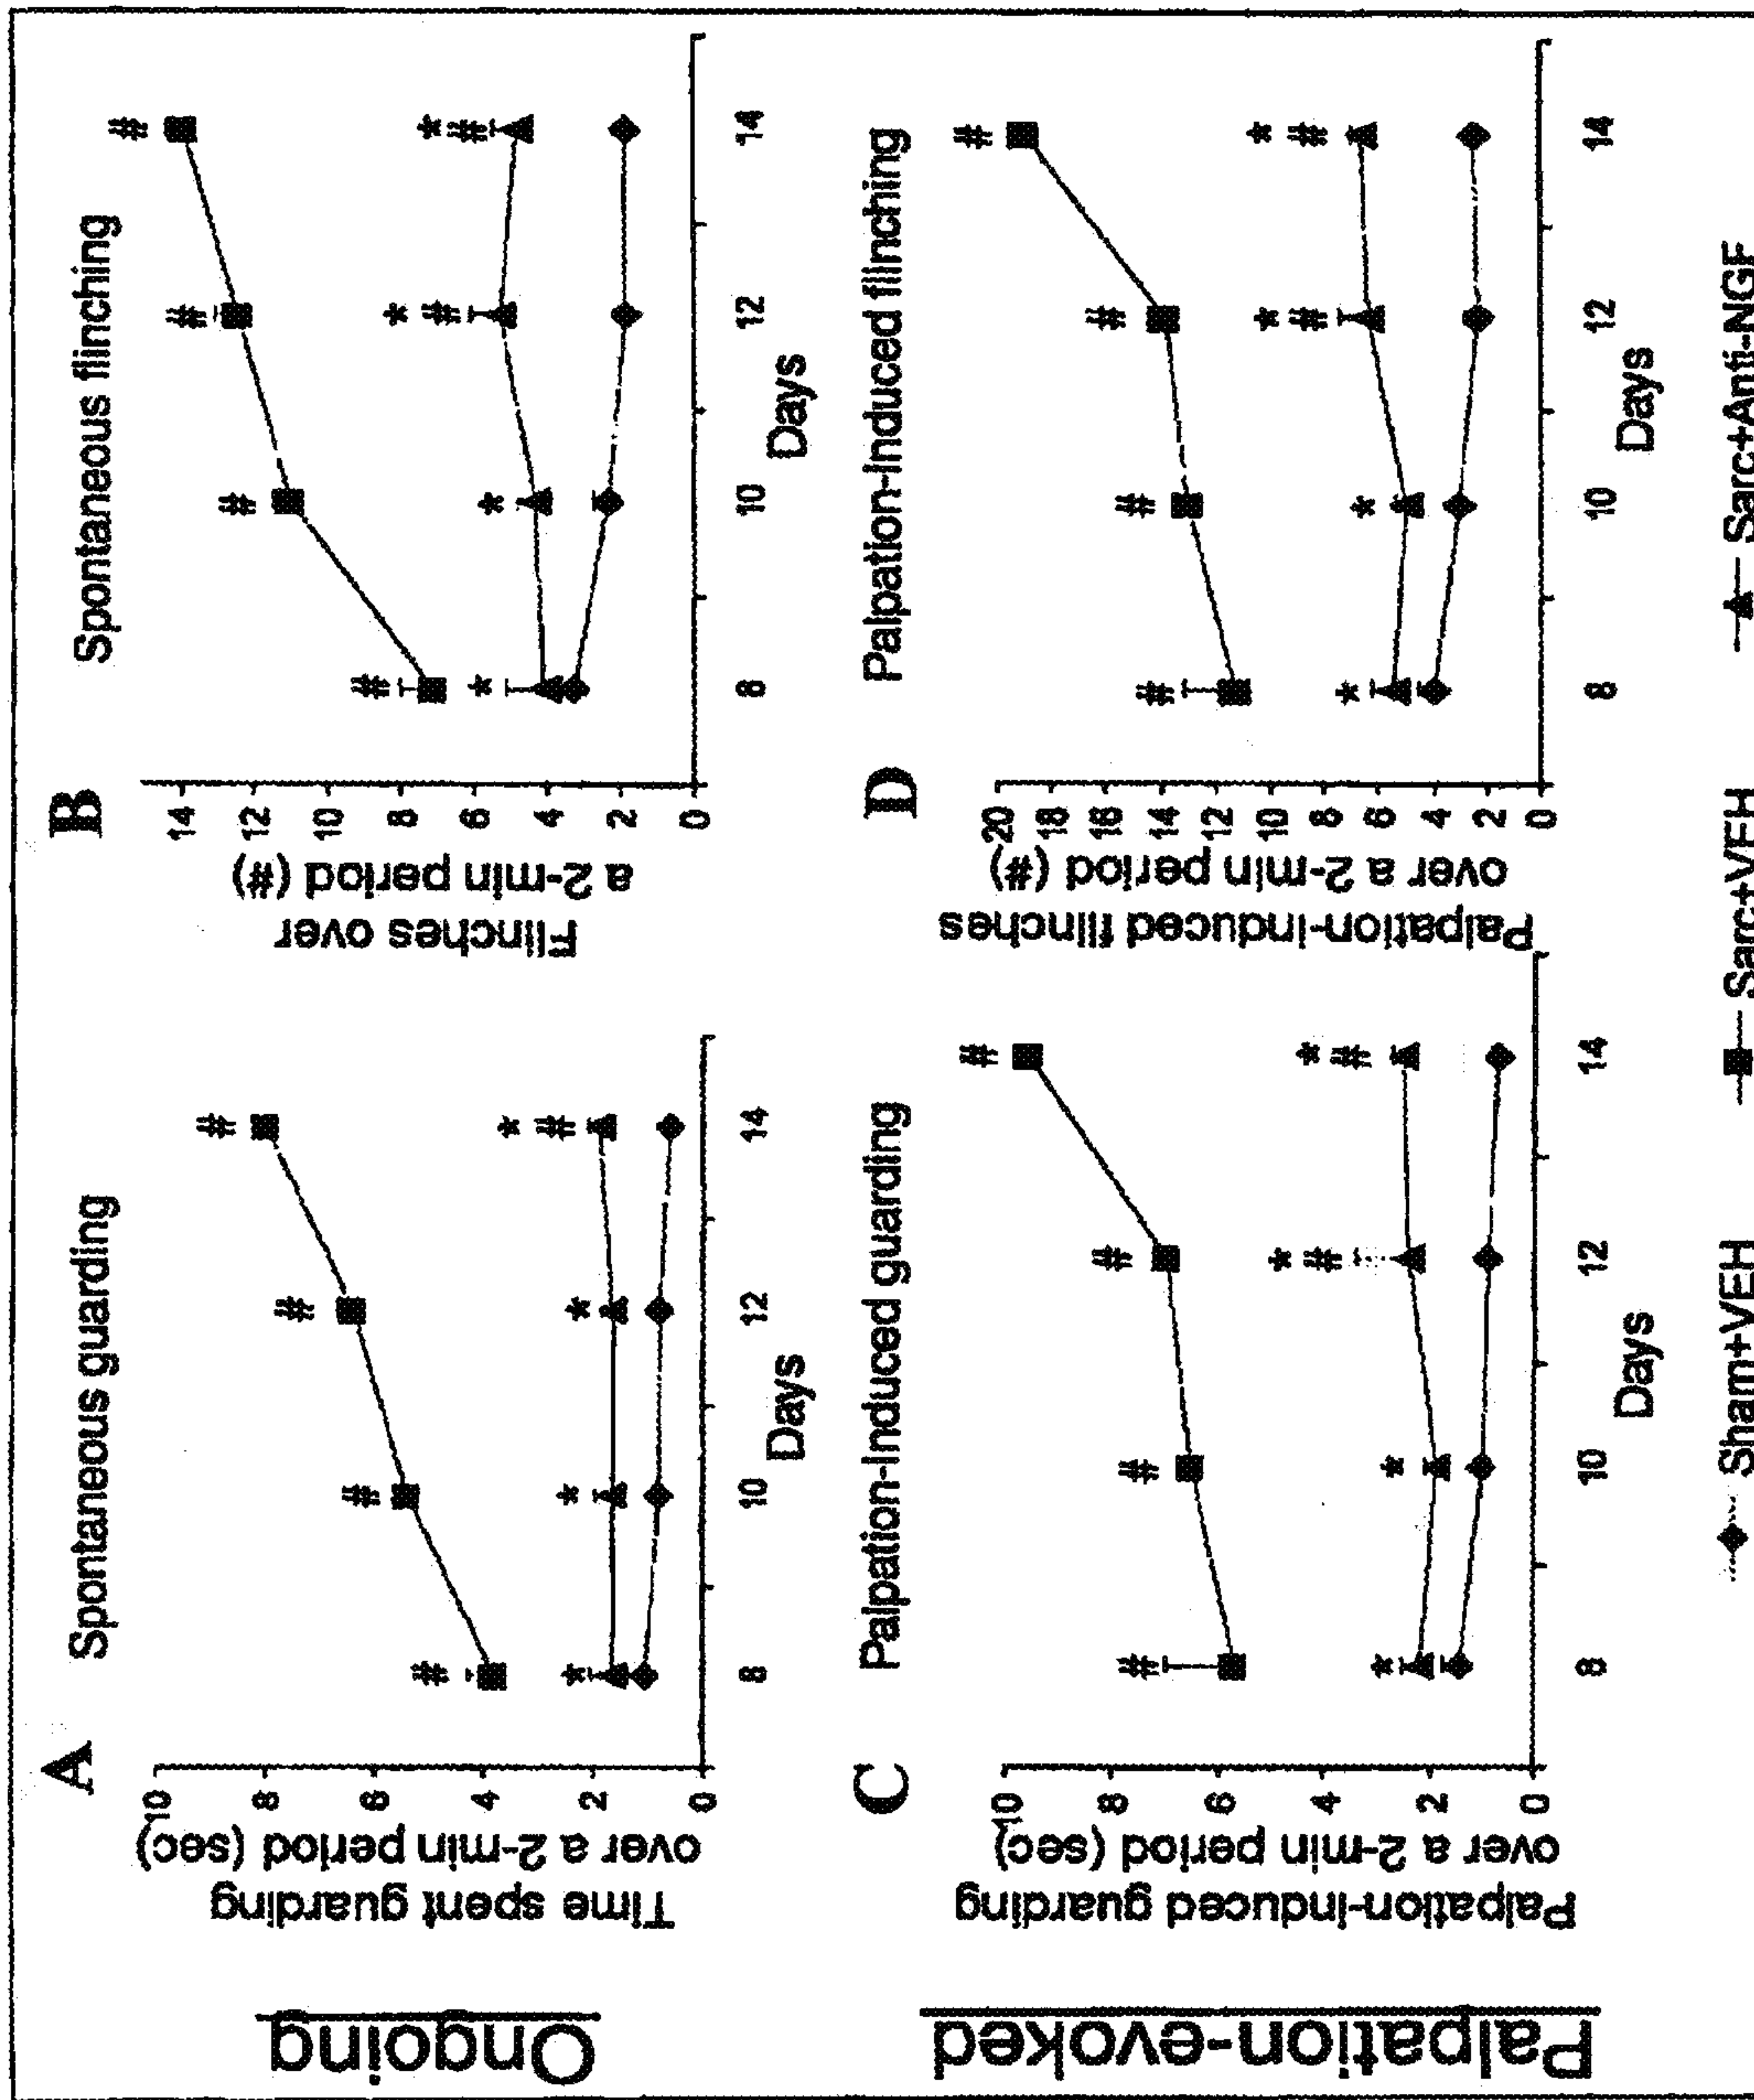 Ongoing
A Spontaneous guarding
Time spent guarding
over a 2-min period (sec)
10
8
6
4
2
0
# # # #
* * * * #
8 10 12 14
Days
B Spontaneous flinching
Flinches over
a 2-min period (#)
14
12
10
8
6
4
2
0
# # # #
* * * # * #
8 10 12 14
Days
Palpation-evoked
C Palpation-Induced guarding
Palpation-induced guarding
over a 2-min period (sec)
10
8
6
4
2
0
# # # #
* * * # * #
8 10 12 14
Days
D Palpation-Induced flinching
Palpation-induced flinches
over a 2-min period (#)
20
18
16
14
12
10
8
6
4
2
0
# # # #
* * * # * #
8 10 12 14
Days
Sham+VEH Sarc+VEH Sarc+Anti-NGF